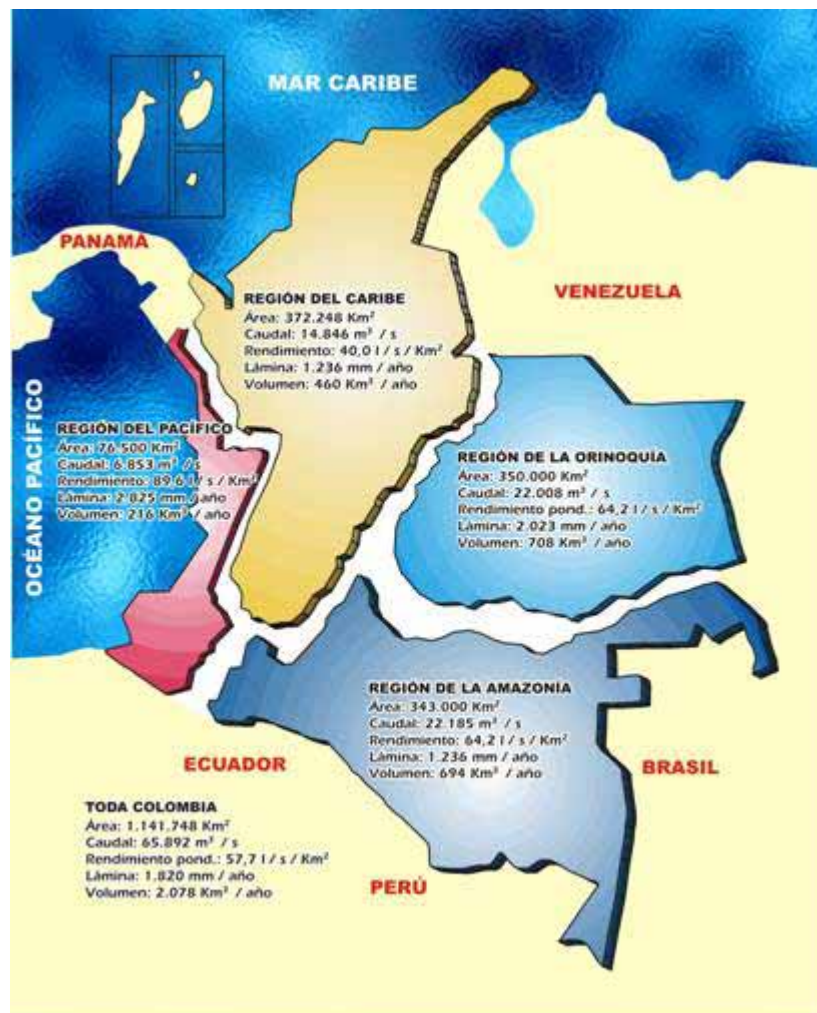 MAR CARIBE
PANAMÁ
VENEZUELA
REGIÓN DEL CARIBE
Área: 372.248 Km²
Caudal: 14.846 m³ / s
Rendimiento: 40,0 l / s / Km²
Lámina: 1.236 mm / año
Volumen: 460 Km³ / año
OCÉANO PACÍFICO
REGIÓN DEL PACÍFICO
Área: 76.500 Km²
Caudal: 6.853 m³ / s
Rendimiento: 89,6 l / s / Km²
Lámina: 2.825 mm / año
Volumen: 216 Km³ / año
REGIÓN DE LA ORINOQUÍA
Área: 350.000 Km²
Caudal: 22.008 m³ / s
Rendimiento pond.: 64,2 l / s / Km²
Lámina: 2.023 mm / año
Volumen: 708 Km³ / año
REGIÓN DE LA AMAZONÍA
Área: 343.000 Km²
Caudal: 22.185 m³ / s
Rendimiento: 64,2 l / s / Km²
Lámina: 1.236 mm / año
Volumen: 694 Km³ / año
ECUADOR
BRASIL
TODA COLOMBIA
Área: 1.141.748 Km²
Caudal: 65.892 m³ / s
Rendimiento pond.: 57,7 l / s / Km²
Lámina: 1.820 mm / año
Volumen: 2.078 Km³ / año
PERÚ